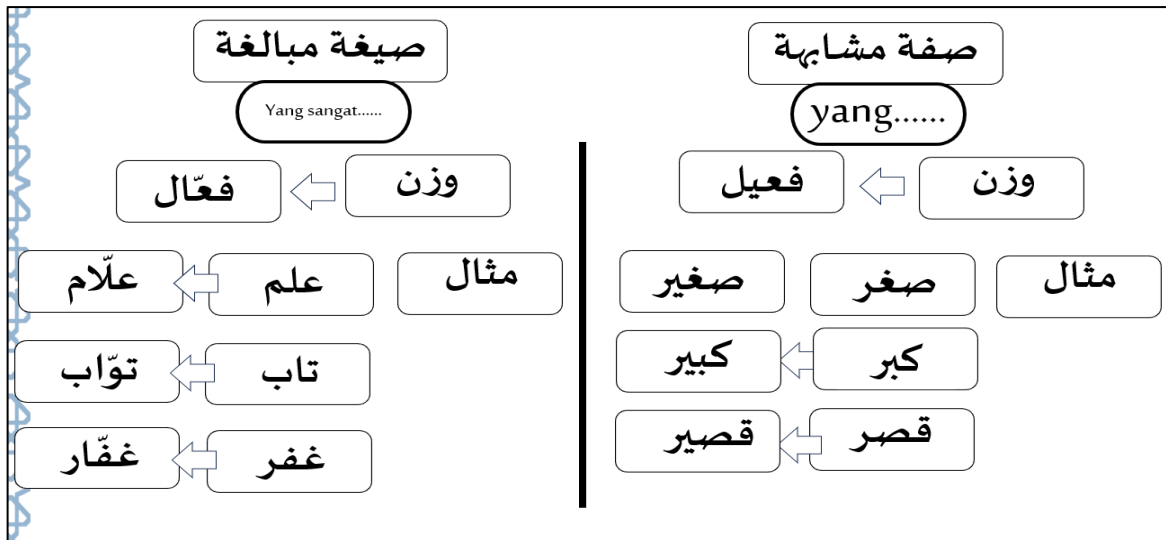 صفة مشابهة
yang......
وزن
فعيل
مثال
صغر
صغير
كبر
كبير
قصر
قصير
صيغة مبالغة
Yang sangat......
وزن
فعّال
مثال
علم
علّام
تاب
توّاب
غفر
غفّار